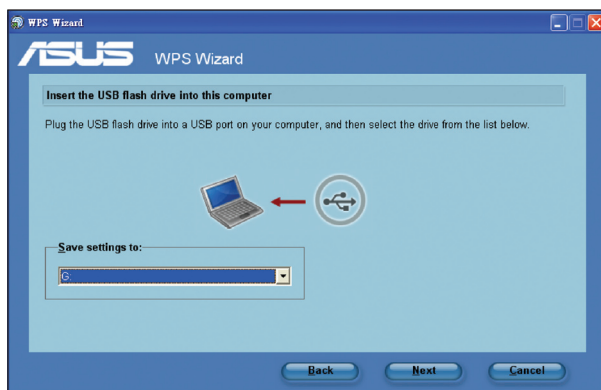 WPS Wizard
ASUS WPS Wizard
Insert the USB flash drive into this computer
Plug the USB flash drive into a USB port on your computer, and then select the drive from the list below.
Save settings to:
G:
Back Next Cancel